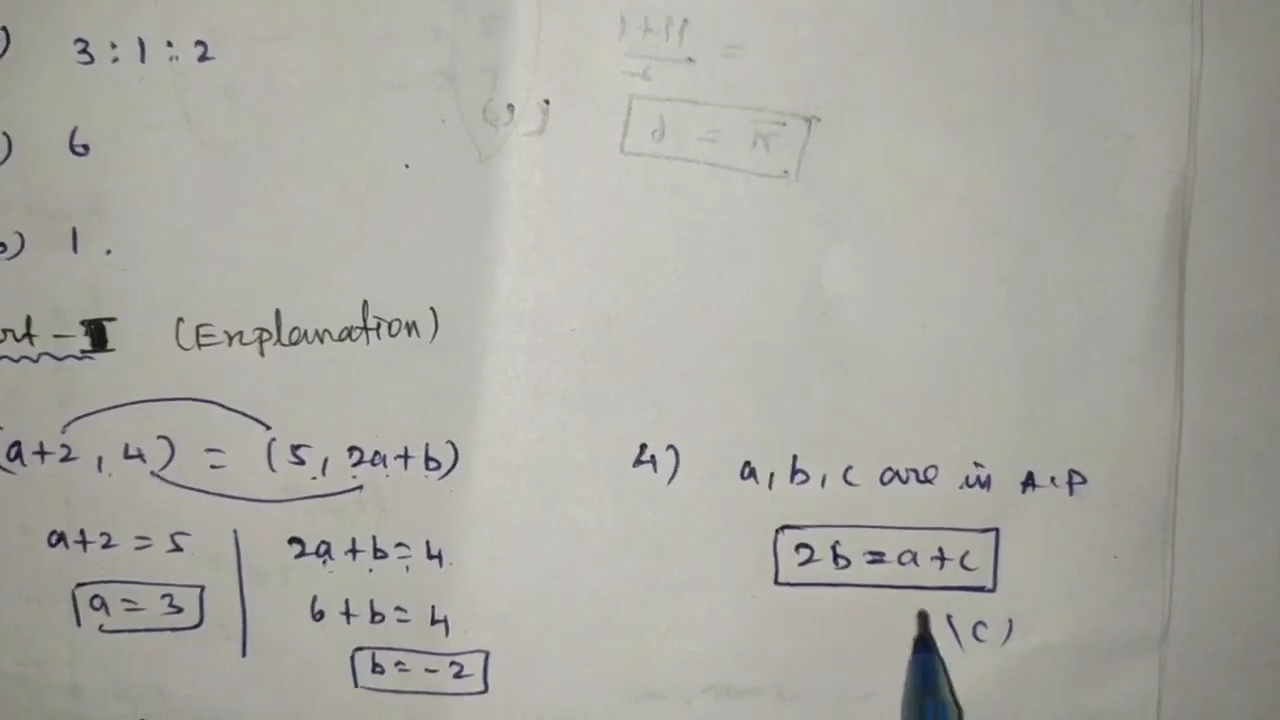 ) 3:1:2
) 6
) 1.
rt - I (Explanation)
(a+2, 4) = (5, 2a+b)
a+2 = 5
a = 3
2a+b = 4.
6+b = 4
b = -2
4) a, b, c are in A.P
2b = a+c
(c)